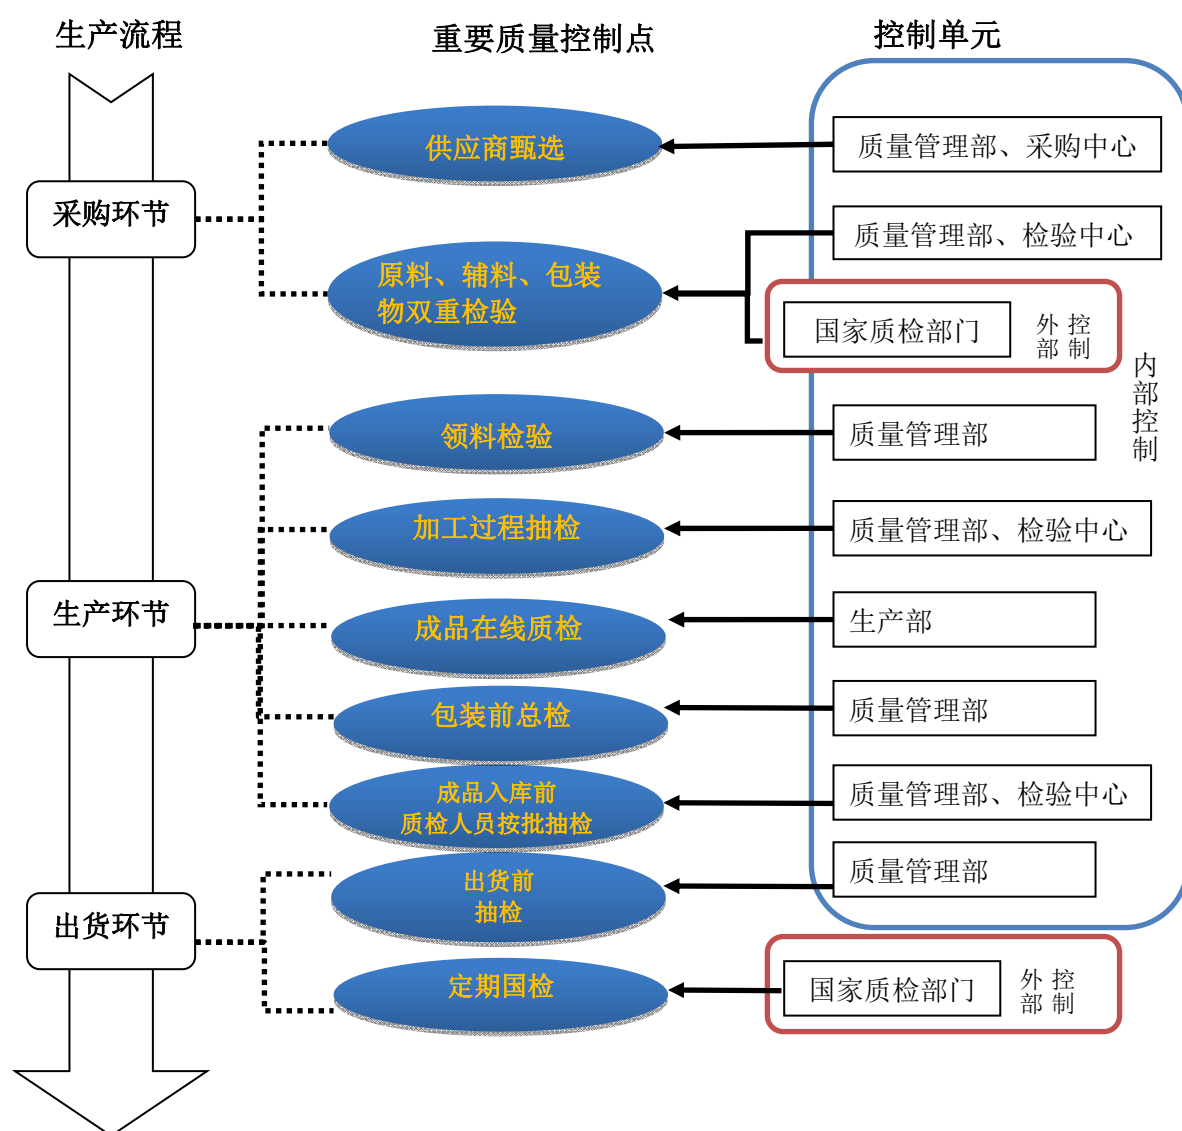 生产流程
重要质量控制点
控制单元
供应商甄选
质量管理部、采购中心
采购环节
质量管理部、检验中心
原料、辅料、包装
物双重检验
国家质检部门
外部
控制
内部控制
领料检验
质量管理部
加工过程抽检
质量管理部、检验中心
生产环节
成品在线质检
生产部
包装前总检
质量管理部
成品入库前
质检人员按批抽检
质量管理部、检验中心
出货前
抽检
质量管理部
出货环节
定期国检
国家质检部门
外部
控制